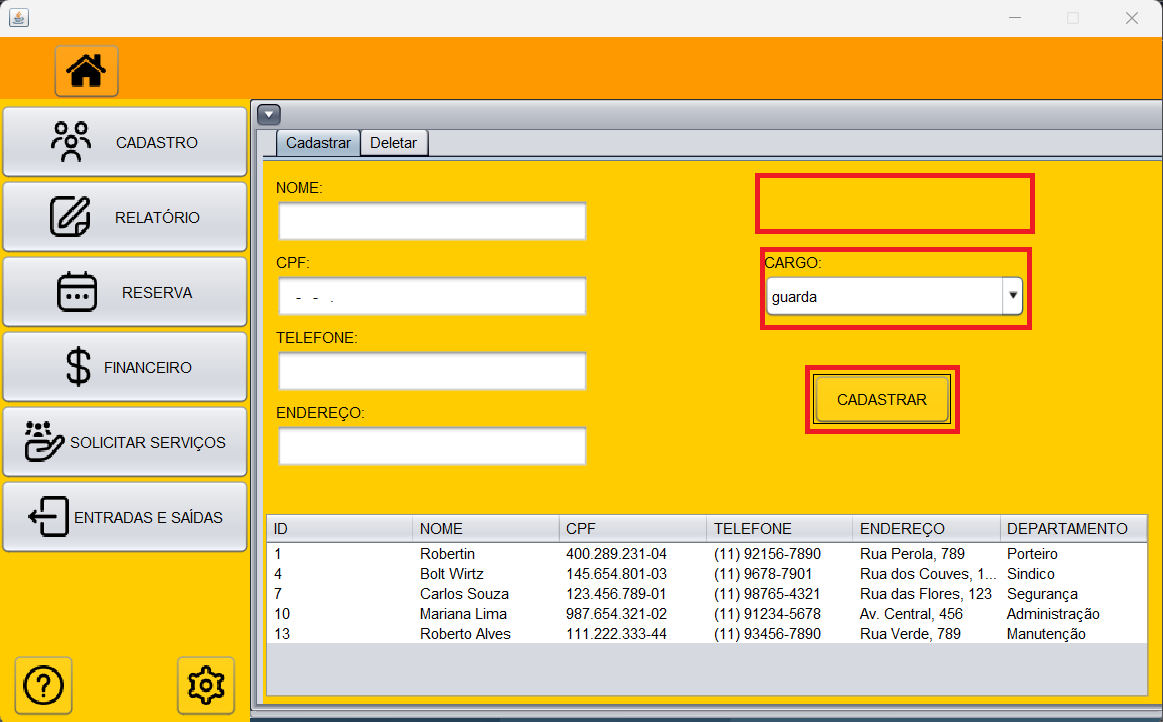 CADASTRO
RELATÓRIO
RESERVA
FINANCEIRO
SOLICITAR SERVIÇOS
ENTRADAS E SAÍDAS
?
Cadastrar Deletar
NOME:
CPF:
- - .
TELEFONE:
ENDEREÇO:
CARGO:
guarda
CADASTRAR
ID NOME CPF TELEFONE ENDEREÇO DEPARTAMENTO
1 Robertin 400.289.231-04 (11) 92156-7890 Rua Perola, 789 Porteiro
4 Bolt Wirtz 145.654.801-03 (11) 9678-7901 Rua dos Couves, 1... Sindico
7 Carlos Souza 123.456.789-01 (11) 98765-4321 Rua das Flores, 123 Segurança
10 Mariana Lima 987.654.321-02 (11) 91234-5678 Av. Central, 456 Administração
13 Roberto Alves 111.222.333-44 (11) 93456-7890 Rua Verde, 789 Manutenção